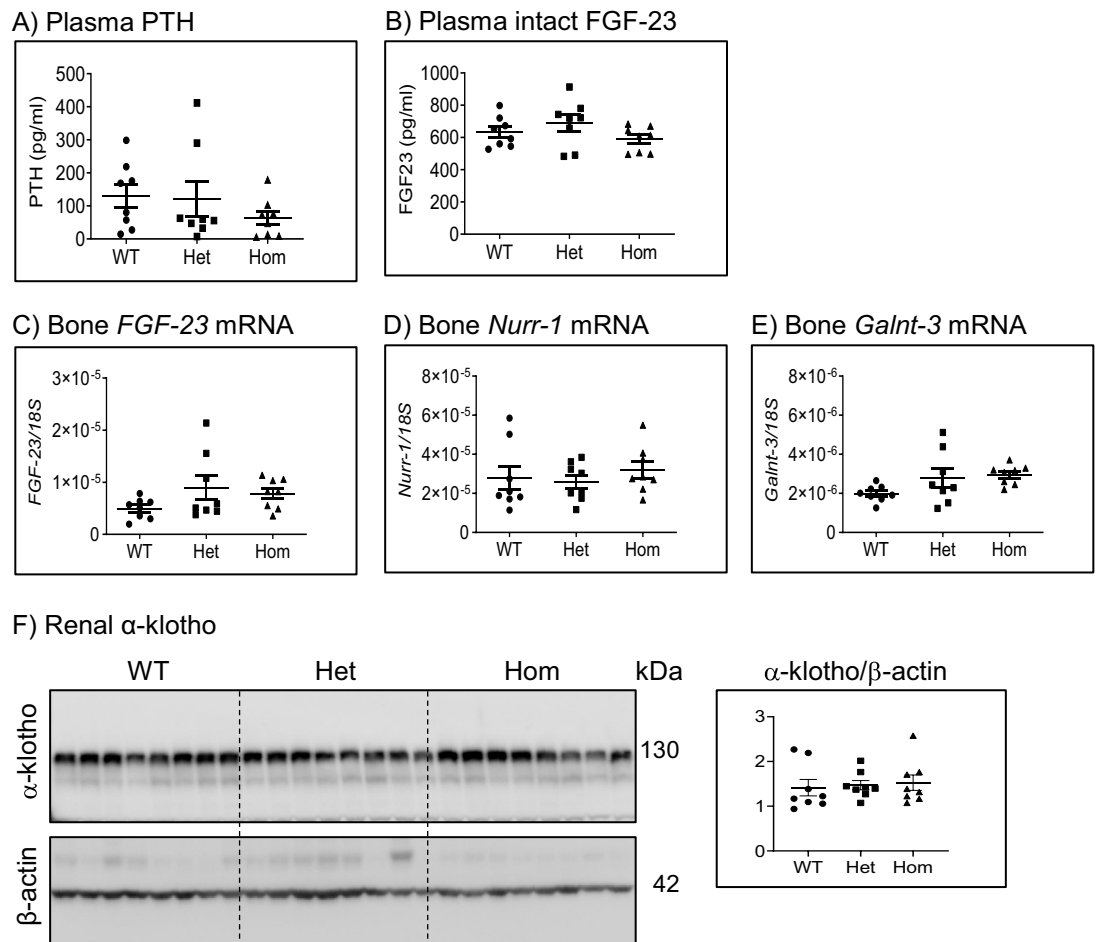 A) Plasma PTH
PTH (pg/ml)
500
400
300
200
100
0
WT Het Hom
B) Plasma intact FGF-23
FGF23 (pg/ml)
1000
800
600
400
200
0
WT Het Hom
C) Bone FGF-23 mRNA
FGF-23/18S
3×10-5
2×10-5
1×10-5
0
WT Het Hom
D) Bone Nurr-1 mRNA
Nurr-1/18S
8×10-5
6×10-5
4×10-5
2×10-5
0
WT Het Hom
E) Bone Galnt-3 mRNA
Galnt-3/18S
8×10-6
6×10-6
4×10-6
2×10-6
0
WT Het Hom
F) Renal α-klotho
WT Het Hom kDa
α-klotho
130
β-actin
42
α-klotho/β-actin
3
2
1
0
WT Het Hom